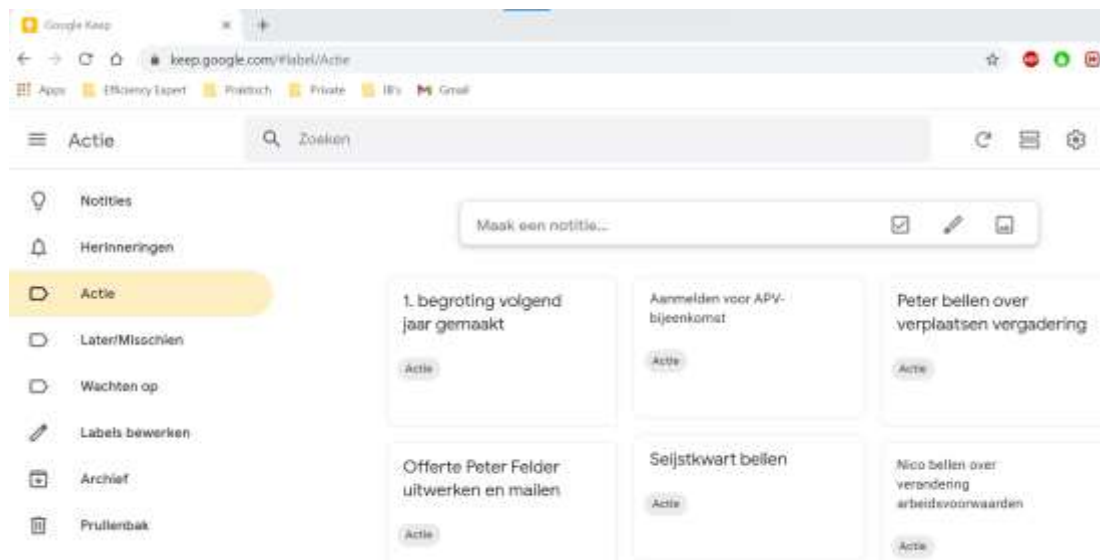 Google Keep
keep.google.com/#label/Actie
Apps Efficiency Expert Praktisch Private IB's Gmail
Actie
Zoeken
Notities
Herinneringen
Actie
Later/Misschien
Wachten op
Labels bewerken
Archief
Prullenbak
Maak een notitie...
1. begroting volgend
jaar gemaakt
Actie
Aanmelden voor APV-
bijeenkomst
Actie
Peter bellen over
verplaatsen vergadering
Actie
Offerte Peter Felder
uitwerken en mailen
Actie
Seijstkwart bellen
Actie
Nico bellen over
verandering
arbeidsvoorwaarden
Actie